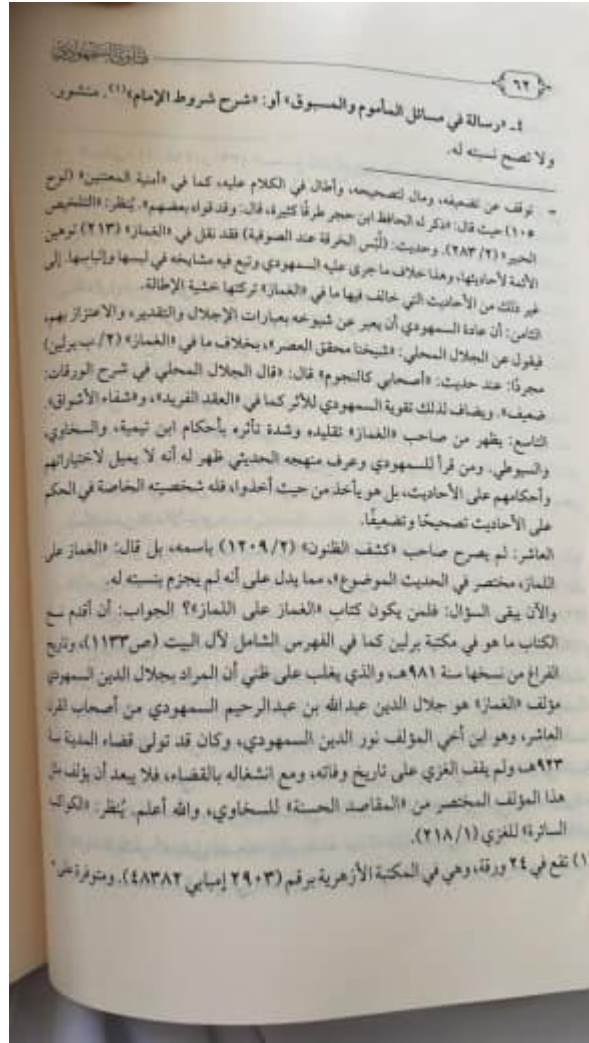 فتاوى السمهودي
٦٢
٤ـ «رسالة في مسائل المأموم والمسبوق» أو: «شرح شروط الإمام»(١). منشور.
ولا تصح نسبته له.
= توقف عن تضعيفه، ومال لتصحيحه، وأطال في الكلام عليه، كما في «أمنية المعتنين» (لوح
١٠٥) حيث قال: «ذكر له الحافظ ابن حجر طرقًا كثيرة، قال: وقد قواه بعضهم». يُنظر: «التلخيص
الحبير» (٢/ ٢٨٣). وحديث: (لُبْس الخرقة عند الصوفية) فقد نقل في «الغماز» (٢١٣) توهين
الأئمة لأحاديثها، وهذا خلاف ما جرى عليه السمهودي وتبع فيه مشايخه في لبسها وإلباسها. إلى
غير ذلك من الأحاديث التي خالف فيها ما في «الغماز» تركتها خشية الإطالة.
الثامن: أن عادة السمهودي أن يعبر عن شيوخه بعبارات الإجلال والتقدير، والاعتزاز بهم،
فيقول عن الجلال المحلي: «شيخنا محقق العصر»، بخلاف ما في «الغماز» (٢/ ب برلين)
مجردًا: عند حديث: «أصحابي كالنجوم» قال: «قال الجلال المحلي في شرح الورقات:
ضعيف». ويضاف لذلك تقوية السمهودي للأثر كما في «العقد الفريد»، و«شفاء الأشواق».
التاسع: يظهر من صاحب «الغماز» تقليده وشدة تأثره بأحكام ابن تيمية، والسخاوي،
والسيوطي. ومن قرأ للسمهودي وعرف منهجه الحديثي ظهر له أنه لا يميل لاختياراتهم
وأحكامهم على الأحاديث، بل هو يأخذ من حيث أخذوا، فله شخصيته الخاصة في الحكم
على الأحاديث تصحيحًا وتضعيفًا.
العاشر: لم يصرح صاحب «كشف الظنون» (٢/ ١٢٠٩) باسمه، بل قال: «الغماز على
اللماز، مختصر في الحديث الموضوع»، مما يدل على أنه لم يجزم بنسبته له.
والآن يبقى السؤال: فلمن يكون كتاب «الغماز على اللماز»؟ الجواب: أن أقدم نسخ
الكتاب ما هو في مكتبة برلين كما في الفهرس الشامل لآل البيت (ص١١٣٣)، وتاريخ
الفراغ من نسخها سنة ٩٨١هـ، والذي يغلب على ظني أن المراد بجلال الدين السمهودي
مؤلف «الغماز» هو جلال الدين عبدالله بن عبدالرحيم السمهودي من أصحاب القرن
العاشر، وهو ابن أخي المؤلف نور الدين السمهودي، وكان قد تولى قضاء المدينة سنة
٩٢٣هـ، ولم يقف الغزي على تاريخ وفاته، ومع انشغاله بالقضاء، فلا يبعد أن يؤلف مثل
هذا المؤلف المختصر من «المقاصد الحسنة» للسخاوي، والله أعلم. يُنظر: «الكواكب
السائرة» للغزي (١/ ٢١٨).
(١) تقع في ٢٤ ورقة، وهي في المكتبة الأزهرية برقم (٢٩٠٣ إمبابي ٤٨٣٨٢). ومتوفرة على =